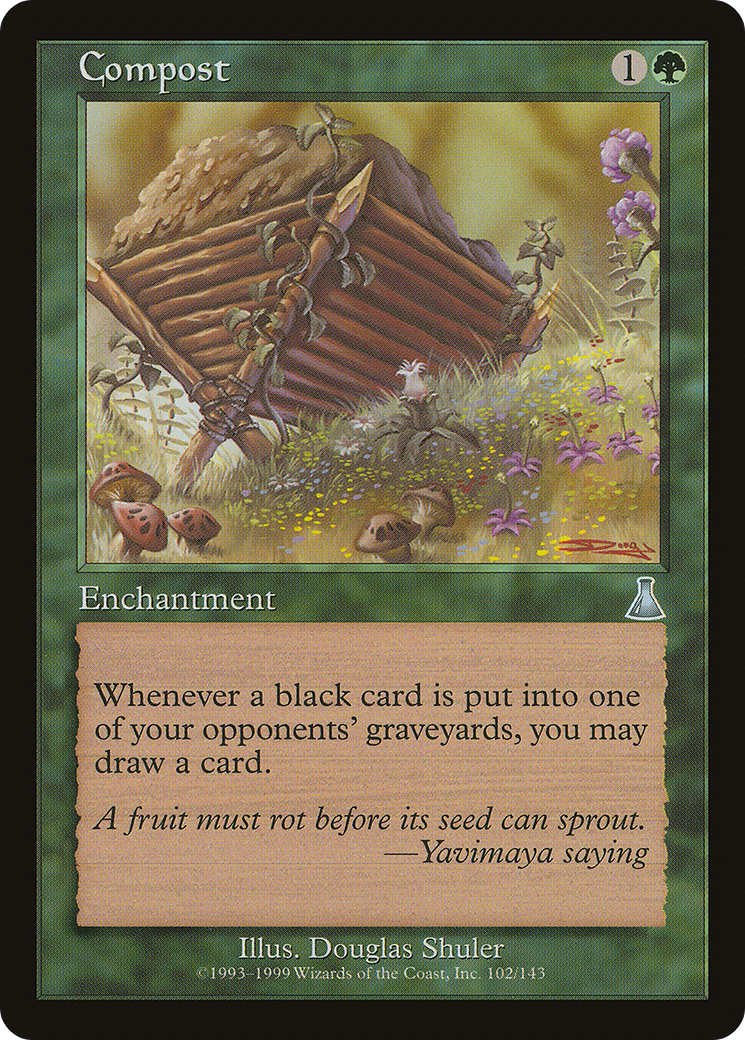 Compost 1
Enchantment
Whenever a black card is put into one
of your opponents' graveyards, you may
draw a card.
A fruit must rot before its seed can sprout.
—Yavimaya saying
Illus. Douglas Shuler
©1993–1999 Wizards of the Coast, Inc. 102/143